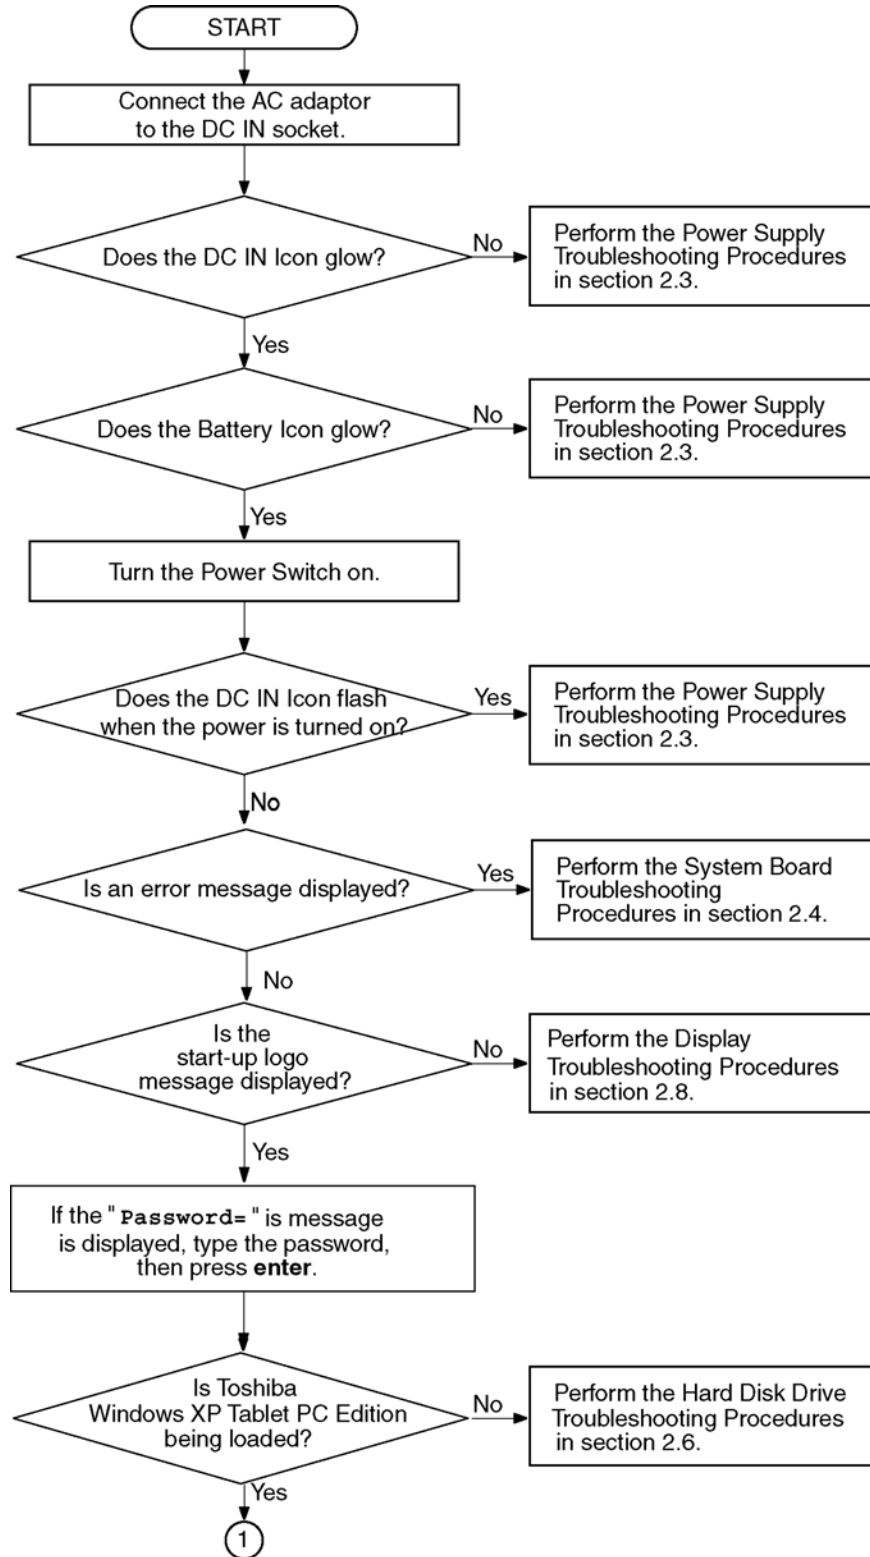 START
Connect the AC adaptor
to the DC IN socket.
Does the DC IN Icon glow?
No
Perform the Power Supply
Troubleshooting Procedures
in section 2.3.
Yes
Does the Battery Icon glow?
No
Perform the Power Supply
Troubleshooting Procedures
in section 2.3.
Yes
Turn the Power Switch on.
Does the DC IN Icon flash
when the power is turned on?
Yes
Perform the Power Supply
Troubleshooting Procedures
in section 2.3.
No
Is an error message displayed?
Yes
Perform the System Board
Troubleshooting
Procedures in section 2.4.
No
Is the
start-up logo
message displayed?
No
Perform the Display
Troubleshooting Procedures
in section 2.8.
Yes
If the " Password= " is message
is displayed, type the password,
then press enter.
Is Toshiba
Windows XP Tablet PC Edition
being loaded?
No
Perform the Hard Disk Drive
Troubleshooting Procedures
in section 2.6.
Yes
1